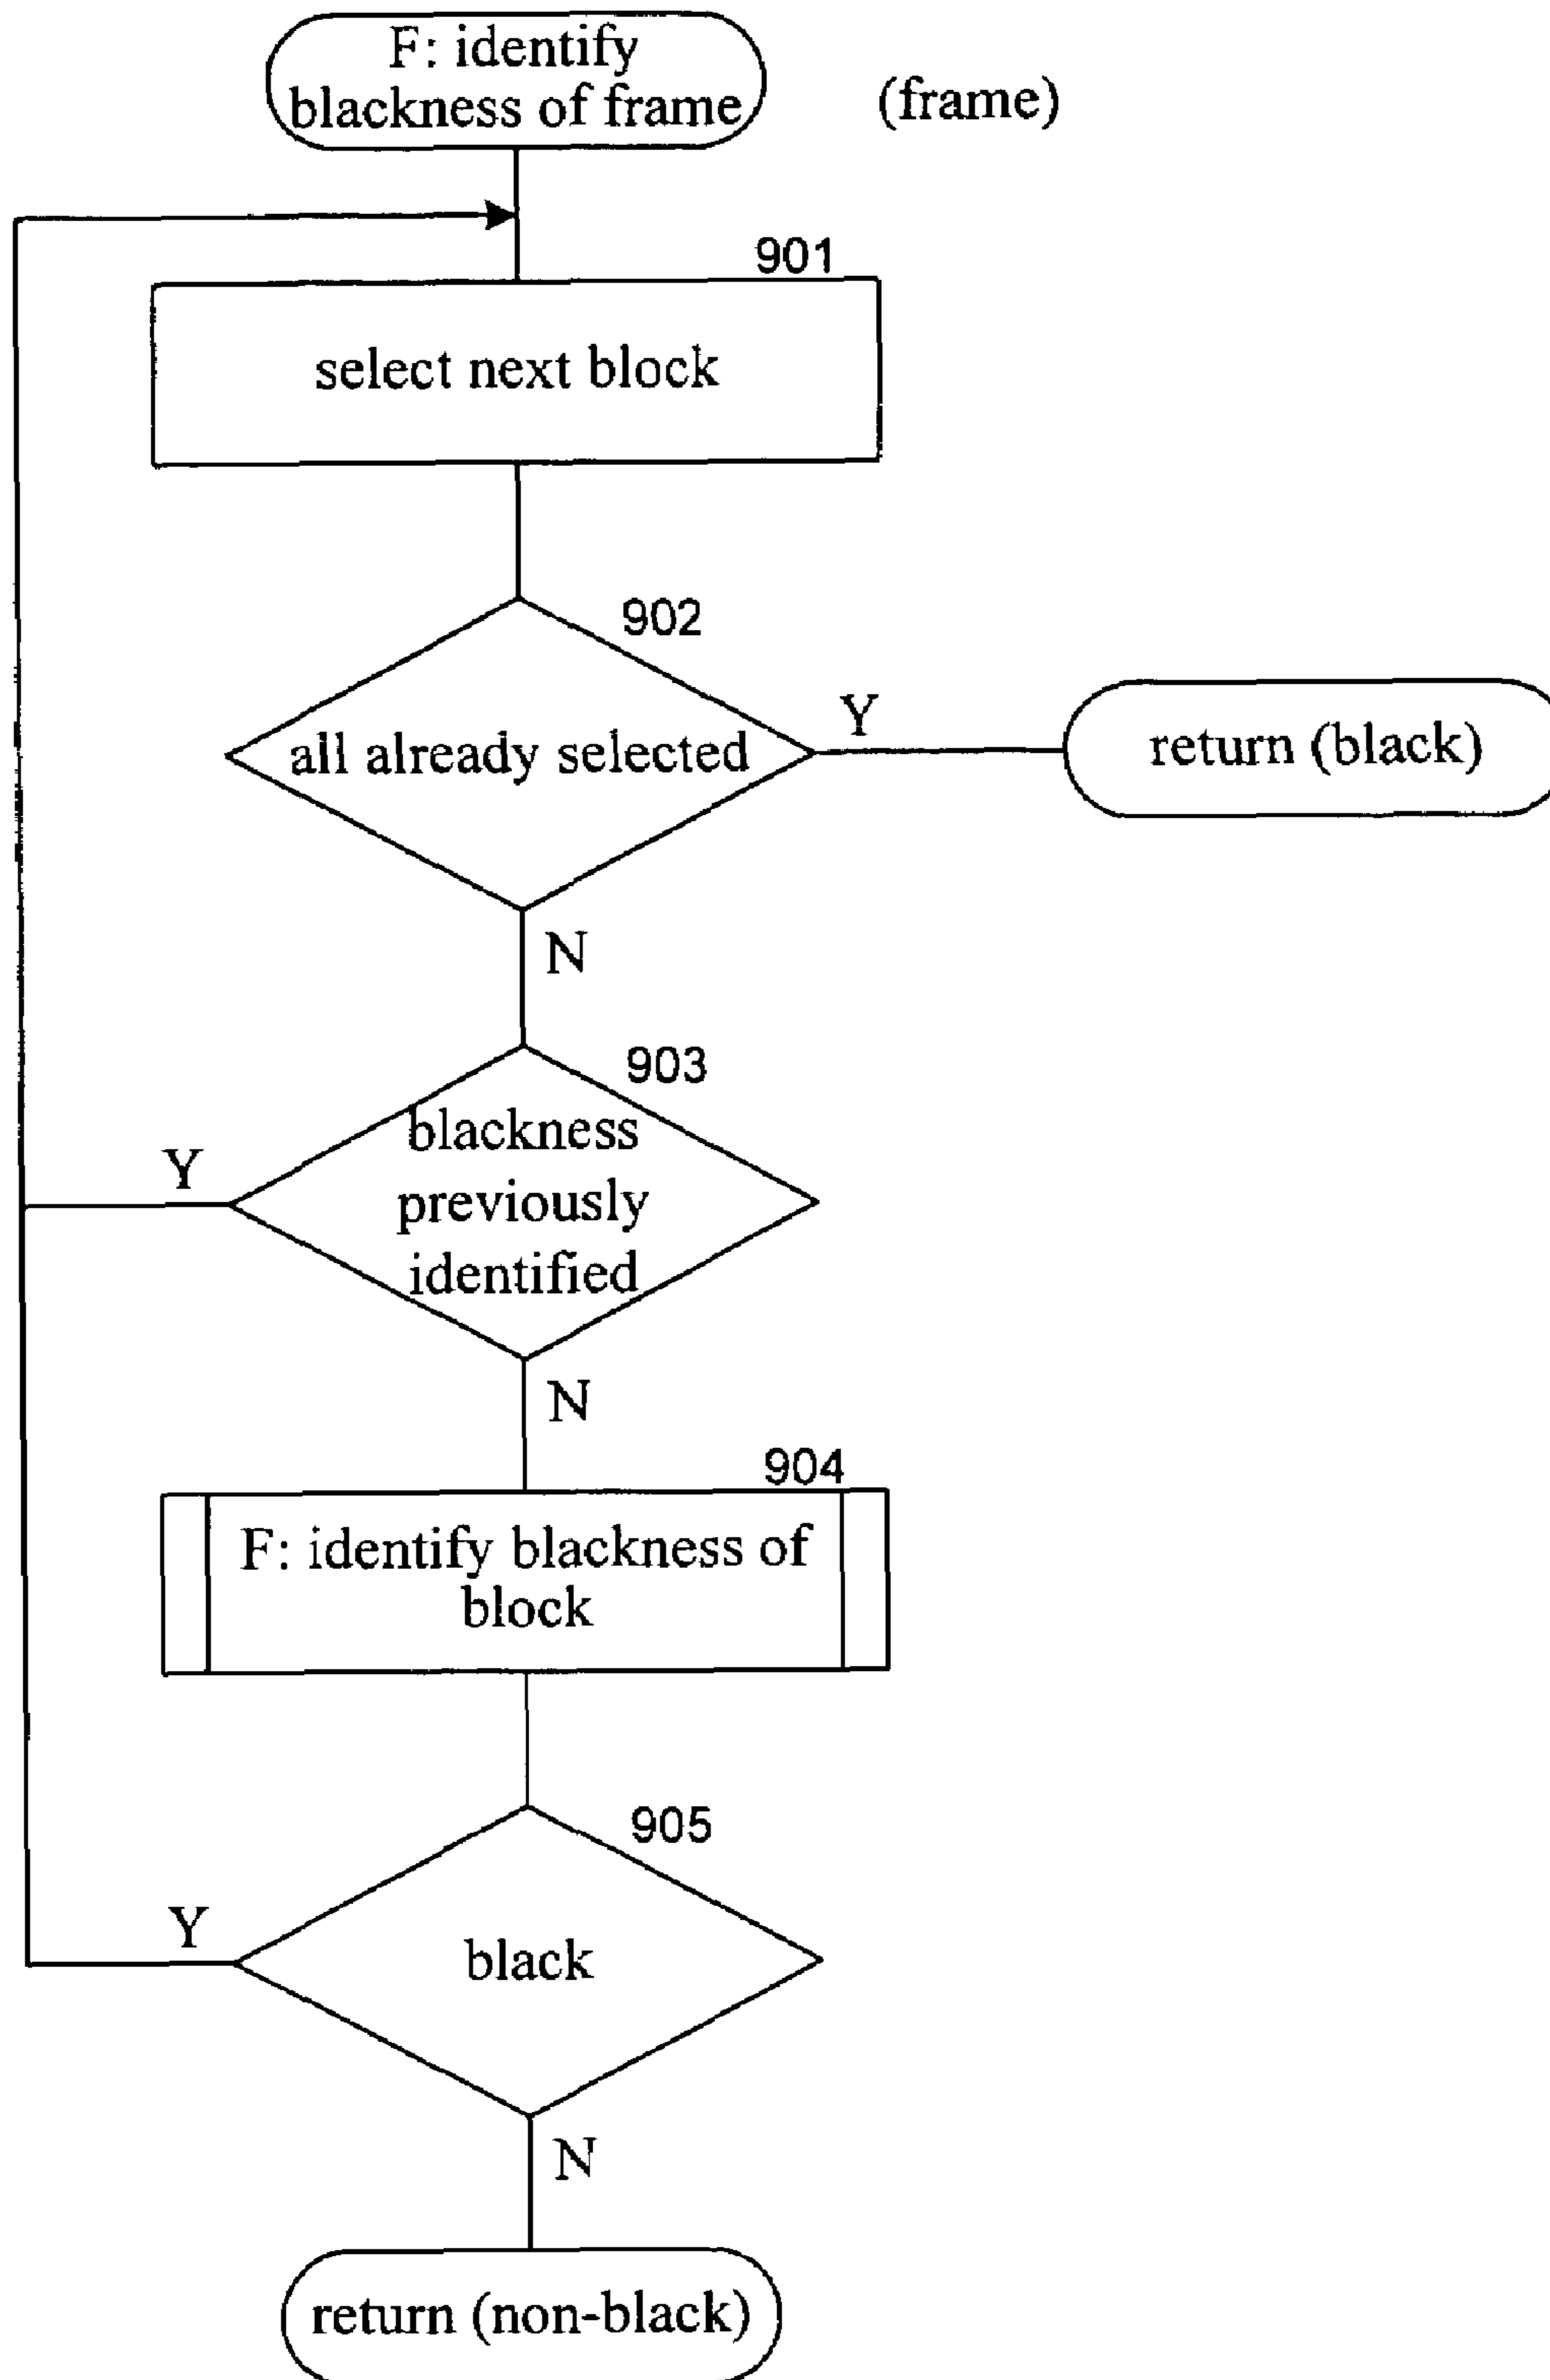 F: identify
blackness of frame
(frame)
901
select next block
902
all already selected
Y
return (black)
N
903
blackness
previously
identified
Y
N
904
F: identify blackness of
block
905
black
Y
N
return (non-black)